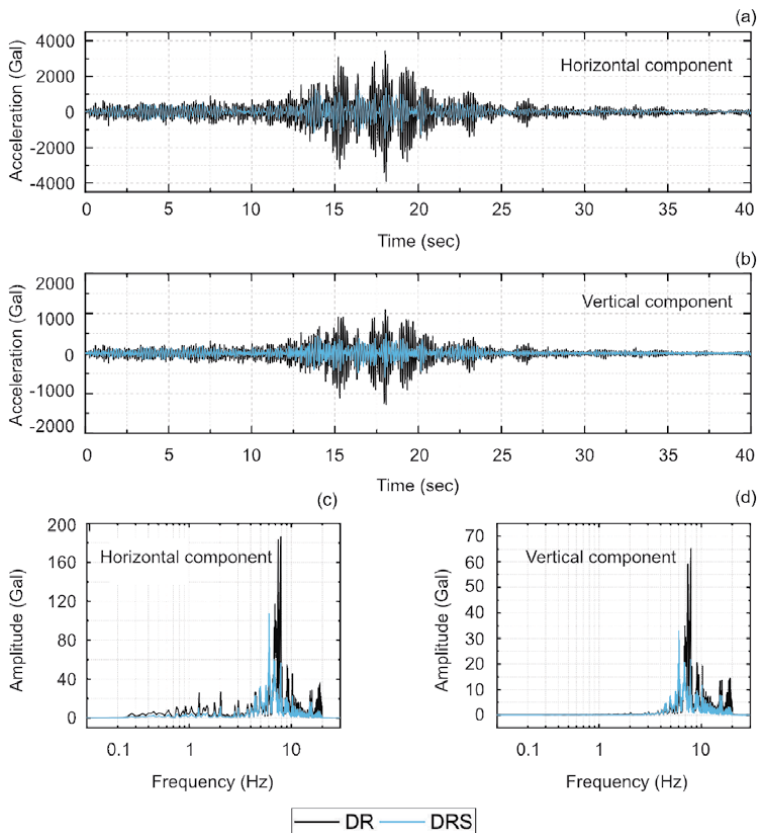 (a)
Acceleration (Gal)
4000
2000
0
-2000
-4000
Horizontal component
0 5 10 15 20 25 30 35 40
Time (sec)
(b)
Acceleration (Gal)
2000
1000
0
-1000
-2000
Vertical component
0 5 10 15 20 25 30 35 40
Time (sec)
(c)
Amplitude (Gal)
200
160
120
80
40
0
Horizontal component
0.1 1 10
Frequency (Hz)
(d)
Amplitude (Gal)
70
60
50
40
30
20
10
0
Vertical component
0.1 1 10
Frequency (Hz)
DR DRS